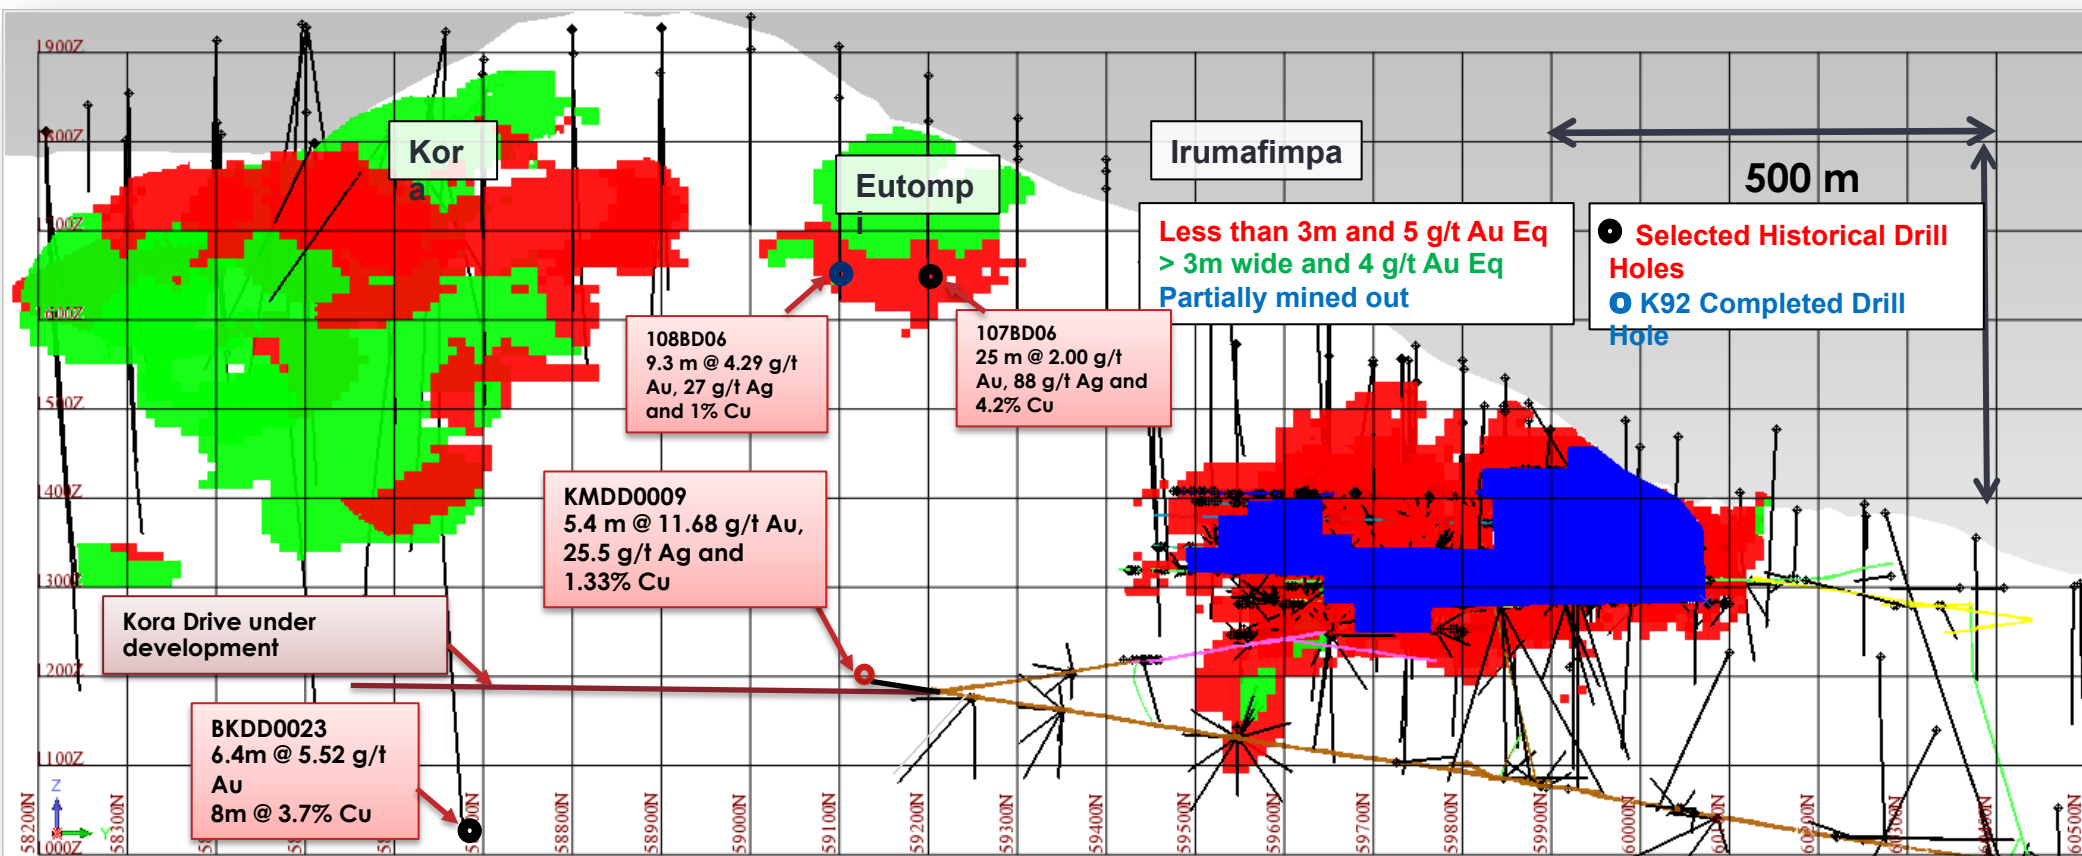 1900Z
1800Z
1700Z
1600Z
1500Z
1400Z
1300Z
1200Z
1100Z
1000Z
Kor
a
Eutomp
i
Irumafimpa
500 m
Less than 3m and 5 g/t Au Eq
> 3m wide and 4 g/t Au Eq
Partially mined out
Selected Historical Drill
Holes
K92 Completed Drill
Hole
108BD06
9.3 m @ 4.29 g/t
Au, 27 g/t Ag
and 1% Cu
107BD06
25 m @ 2.00 g/t
Au, 88 g/t Ag and
4.2% Cu
KMDD0009
5.4 m @ 11.68 g/t Au,
25.5 g/t Ag and
1.33% Cu
Kora Drive under
development
BKDD0023
6.4m @ 5.52 g/t
Au
8m @ 3.7% Cu
Z
Y
58200N
58300N
58800N
58900N
59000N
59100N
59200N
59300N
59400N
59500N
59600N
59700N
59800N
59900N
60000N
60100N
60200N
60300N
60400N
60500N